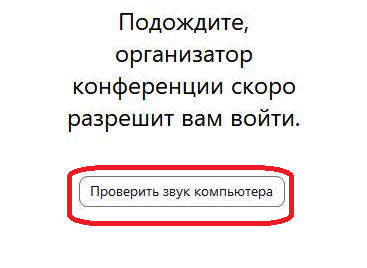 Подождите,
организатор
конференции скоро
разрешит вам войти.
Проверить звук компьютера